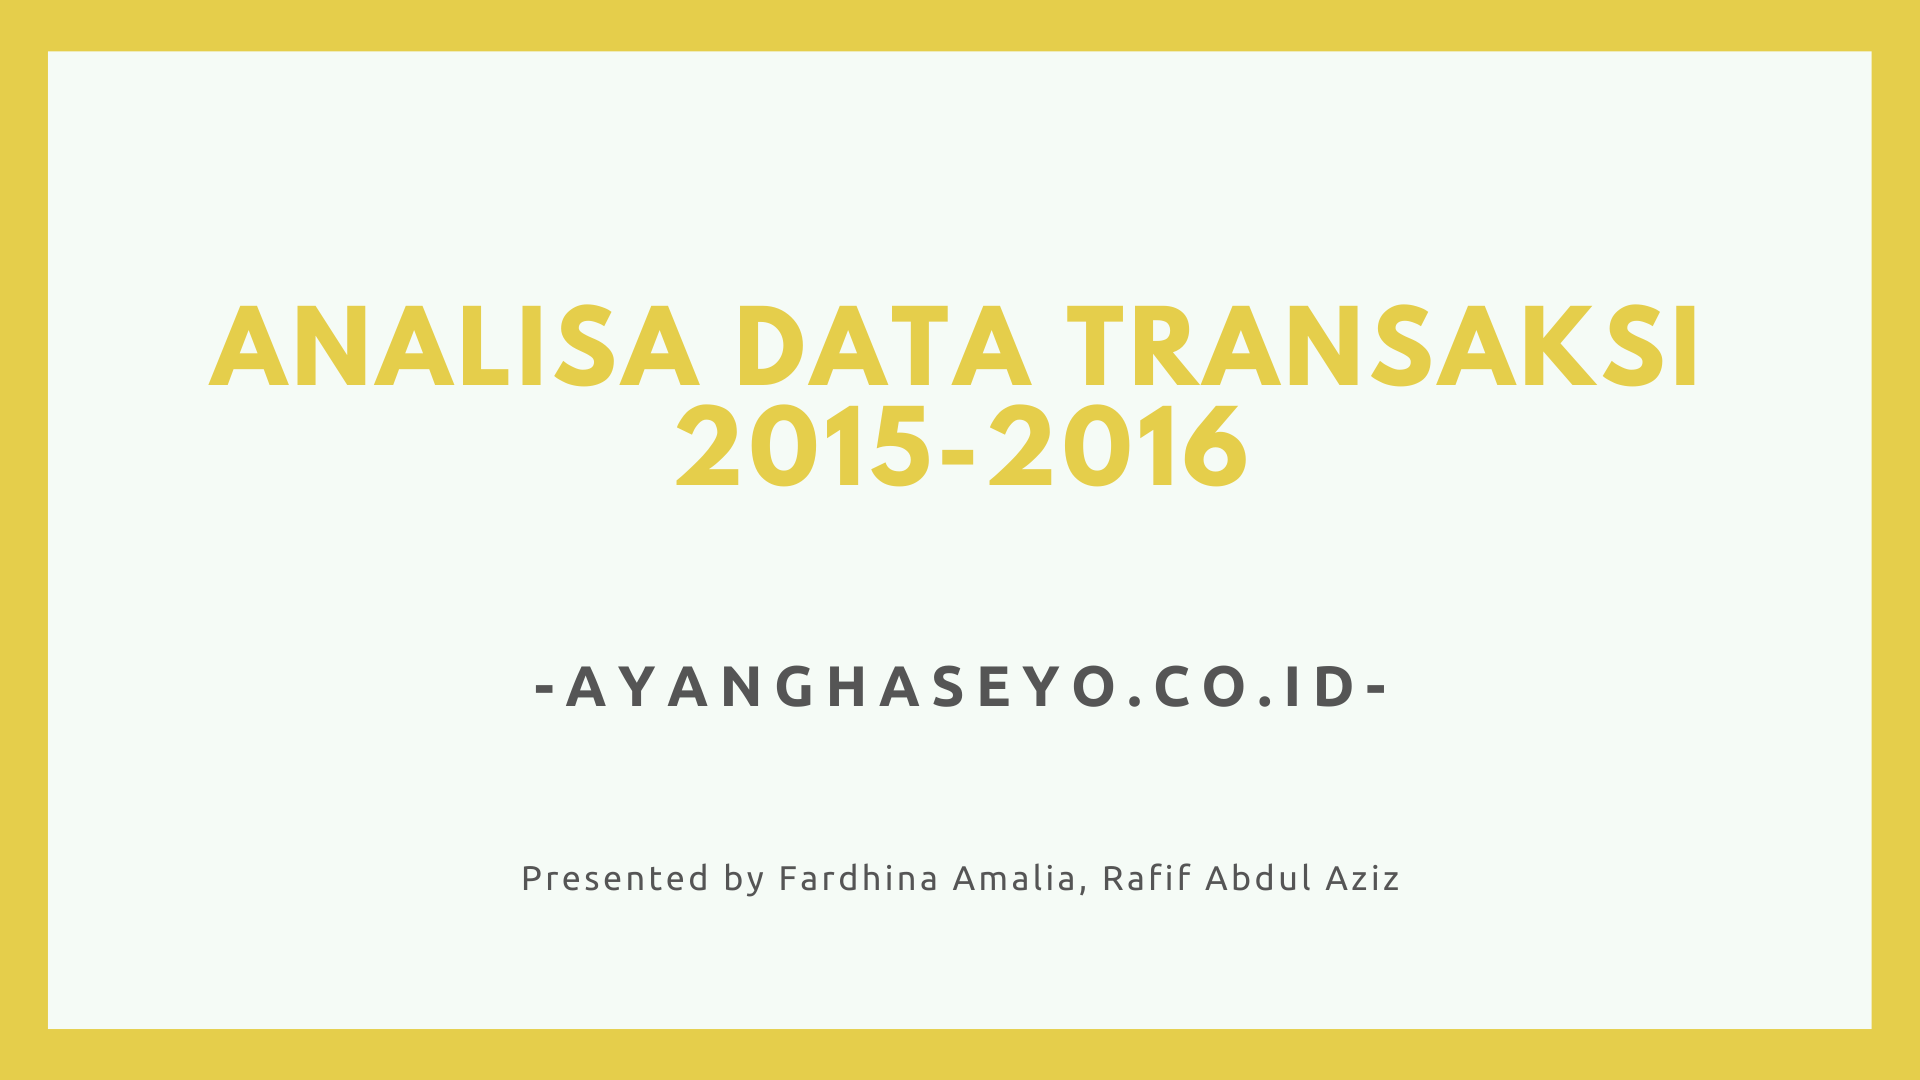 ANALISA DATA TRANSAKSI
2015-2016
-AYANGHASEYO.CO.ID-
Presented by Fardhina Amalia, Rafif Abdul Aziz